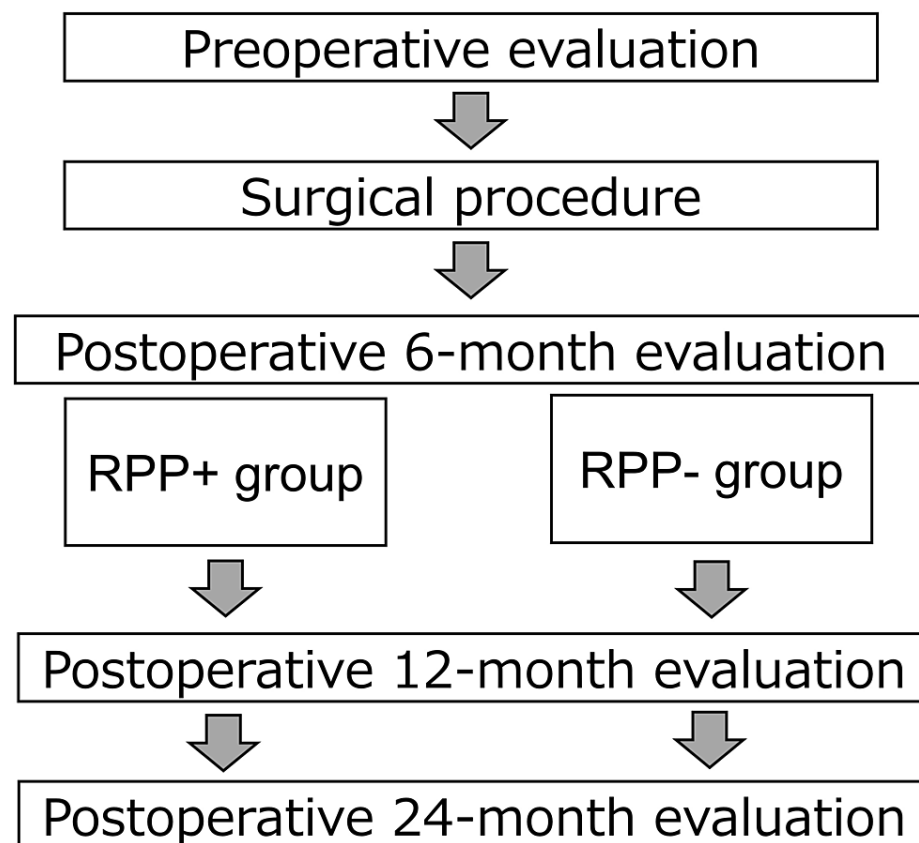 Preoperative evaluation
Surgical procedure
Postoperative 6-month evaluation
RPP+ group
RPP- group
Postoperative 12-month evaluation
Postoperative 24-month evaluation